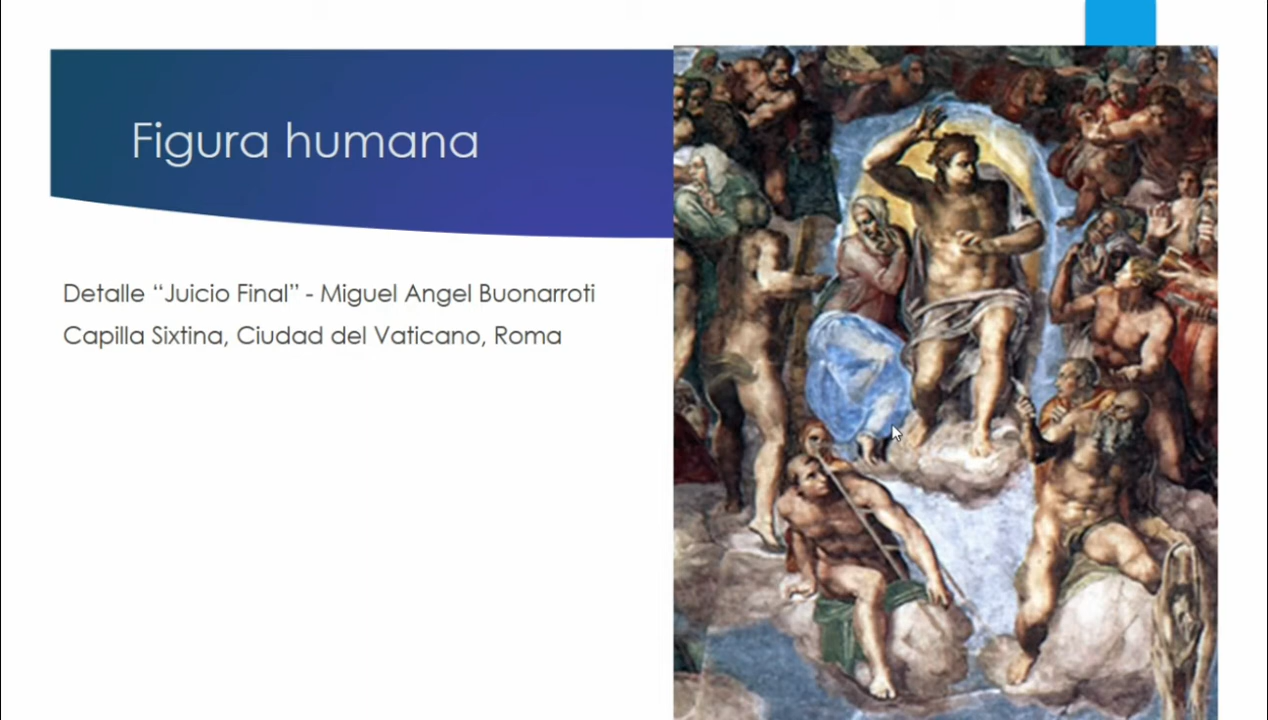 Figura humana
Detalle “Juicio Final” - Miguel Angel Buonarroti
Capilla Sixtina, Ciudad del Vaticano, Roma